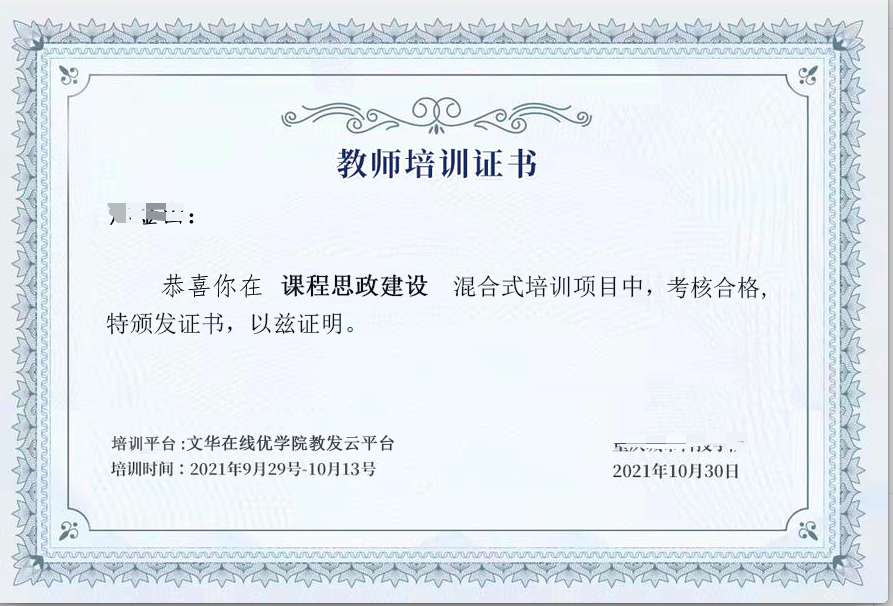 教师培训证书
恭喜你在 课程思政建设 混合式培训项目中，考核合格,
特颁发证书，以兹证明。
培训平台 :文华在线优学院教发云平台
培训时间：2021年9月29号-10月13号
2021年10月30日